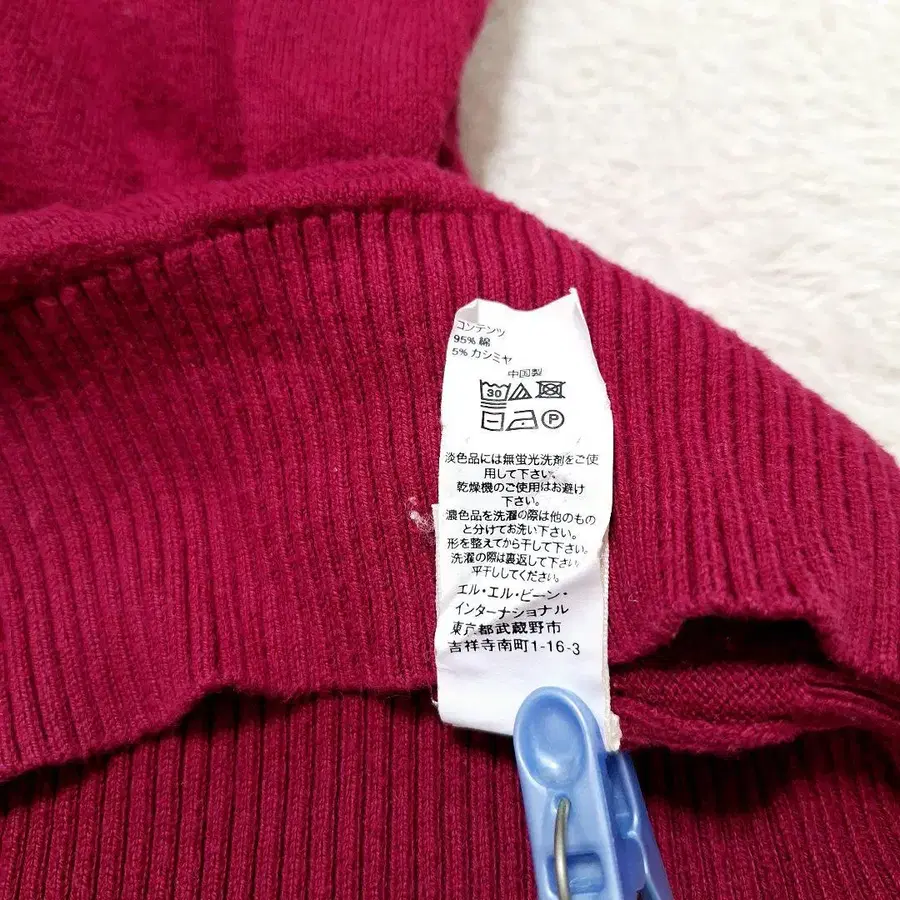 コンテンツ
95% 綿
5% カシミヤ
中国製
30
P
淡色品には無蛍光洗剤をご使
用して下さい。
乾燥機のご使用はお避け
下さい。
濃色品を洗濯の際は他のもの
と分けてお洗い下さい。
形を整えてから干して下さい。
洗濯の際は裏返して下さい。
平干ししてください。
エル・エル・ビーン・
インターナショナル
東京都武蔵野市
吉祥寺南町1-16-3